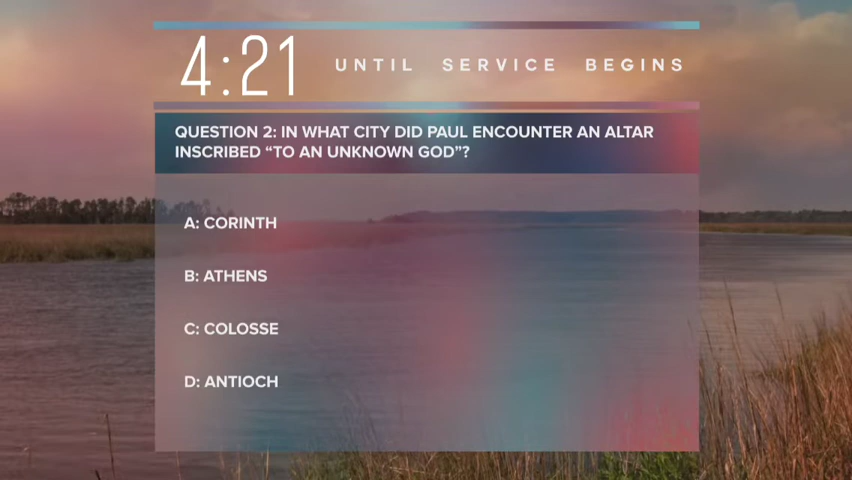 4:21 UNTIL SERVICE BEGINS
QUESTION 2: IN WHAT CITY DID PAUL ENCOUNTER AN ALTAR
INSCRIBED “TO AN UNKNOWN GOD”?
A: CORINTH
B: ATHENS
C: COLOSSE
D: ANTIOCH